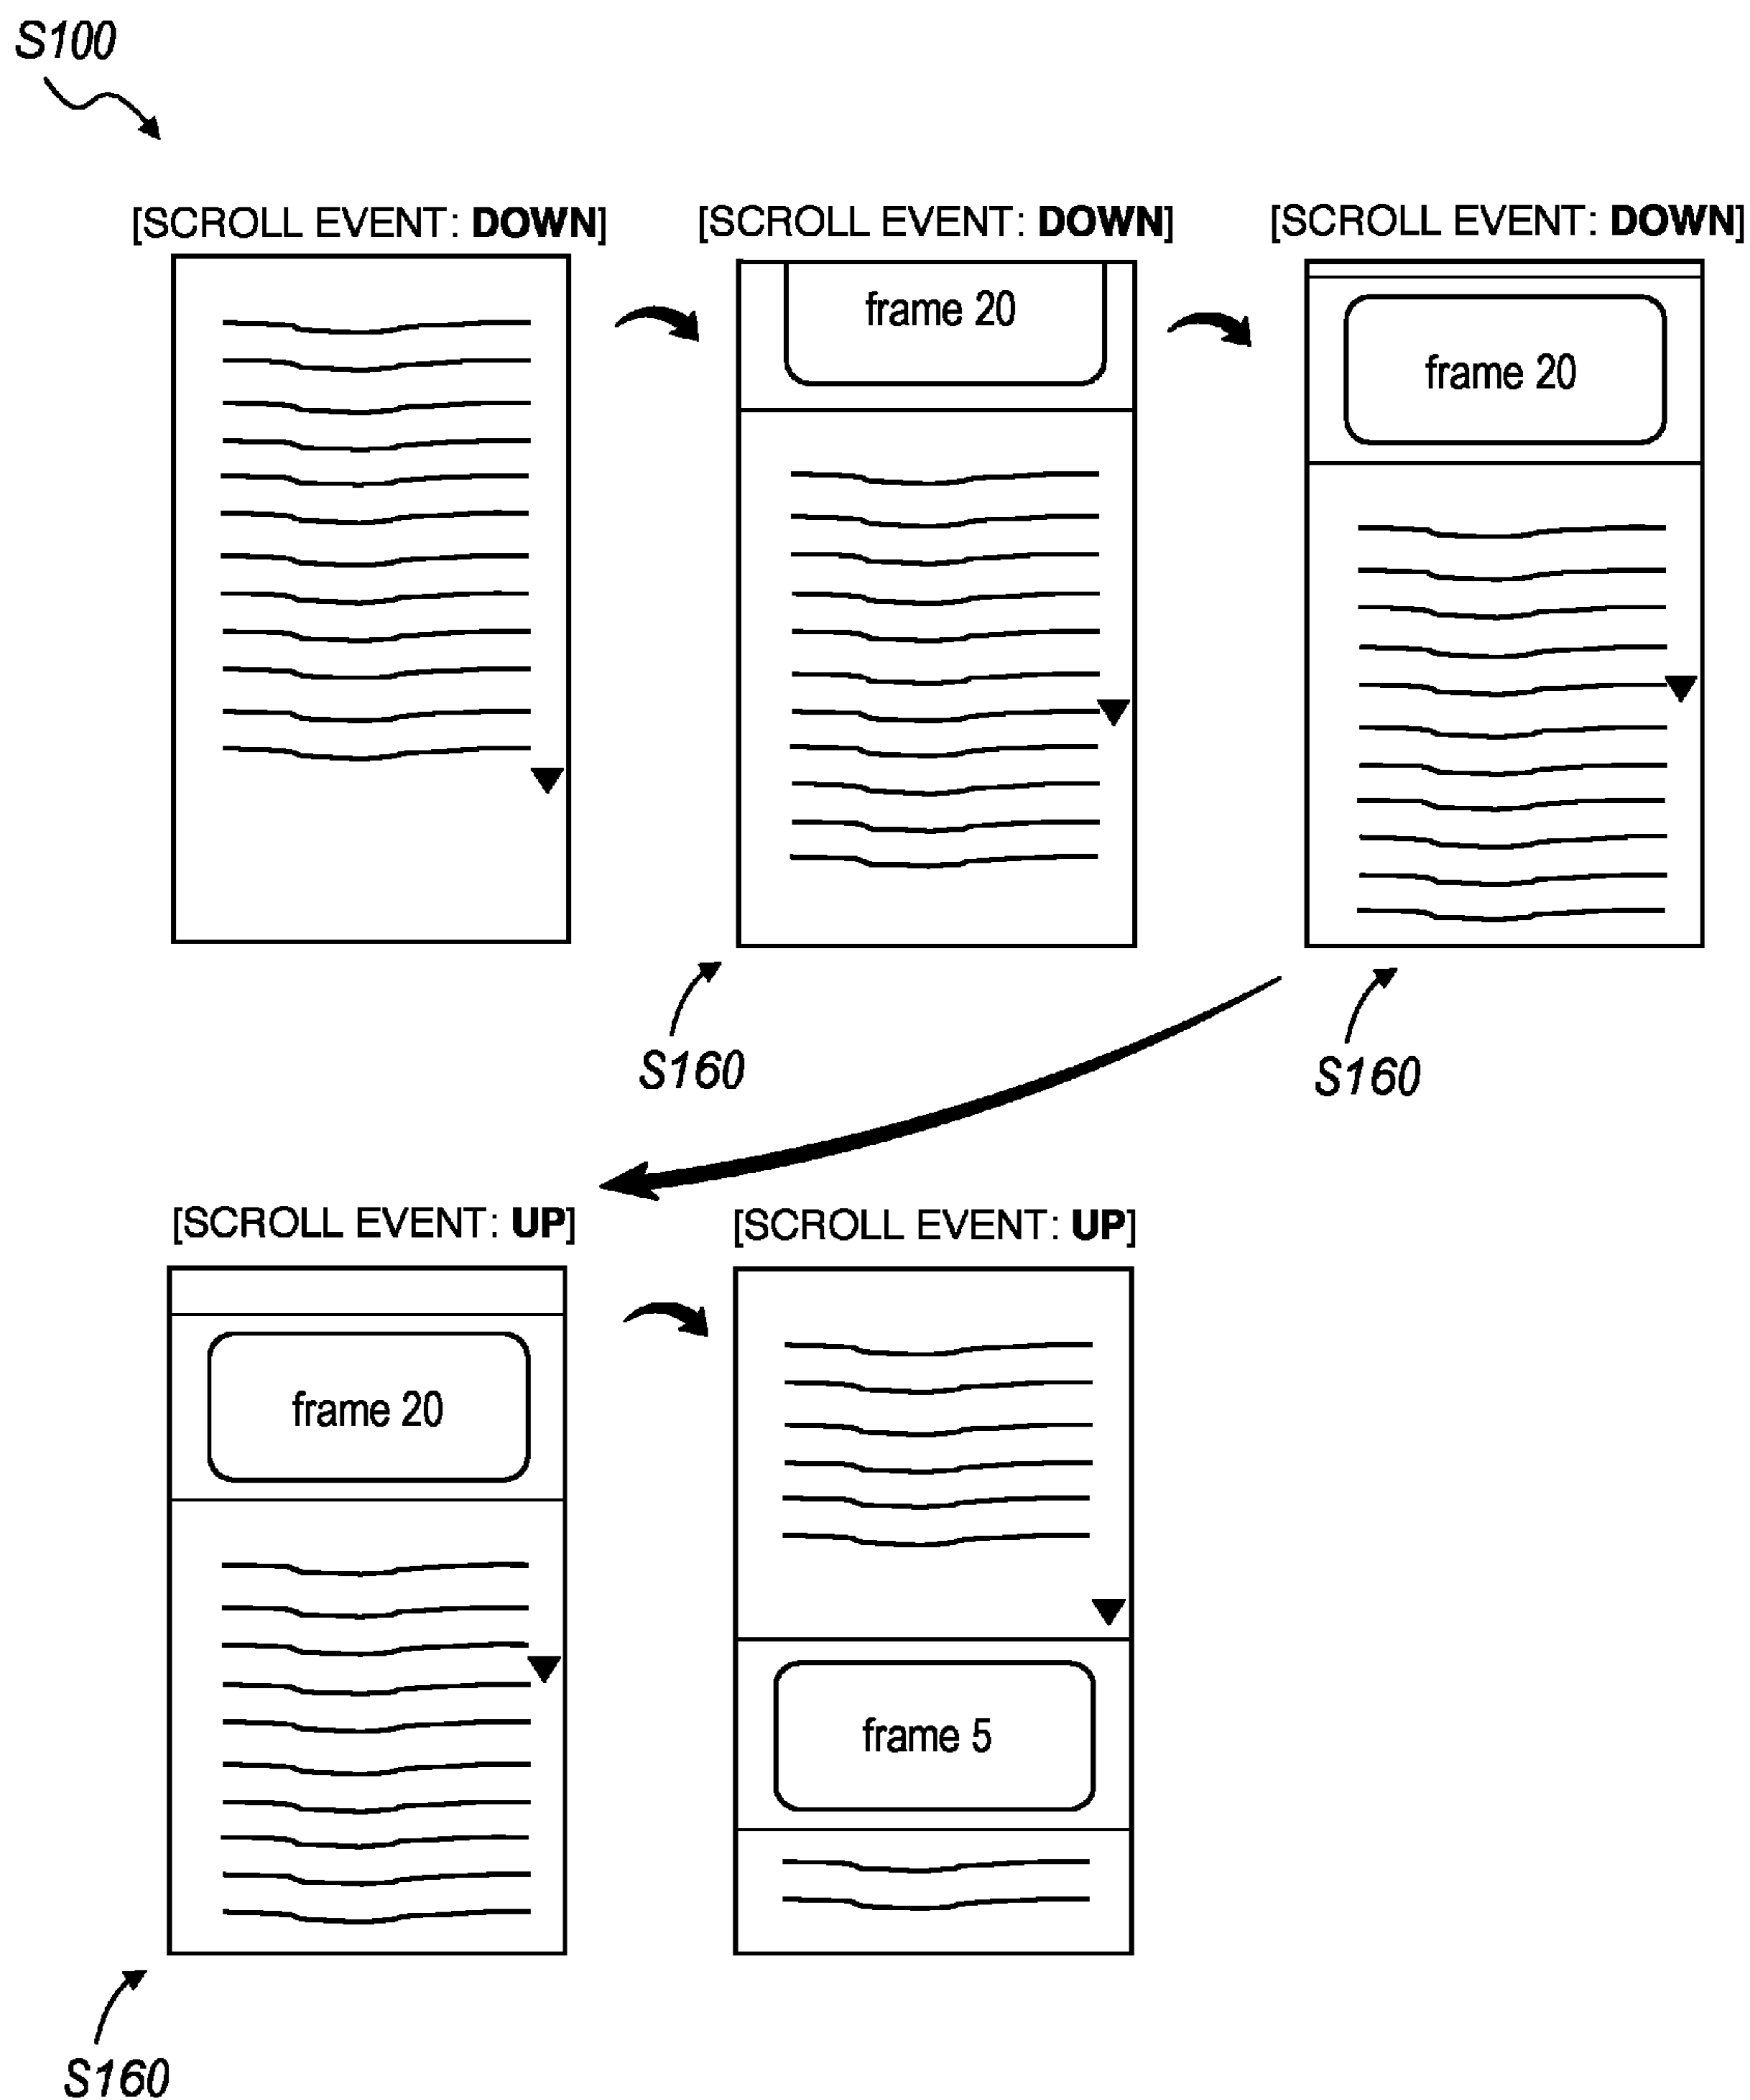 S100
[SCROLL EVENT: DOWN] [SCROLL EVENT: DOWN] [SCROLL EVENT: DOWN]
frame 20
frame 20
S160
S160
[SCROLL EVENT: UP] [SCROLL EVENT: UP]
frame 20
frame 5
S160